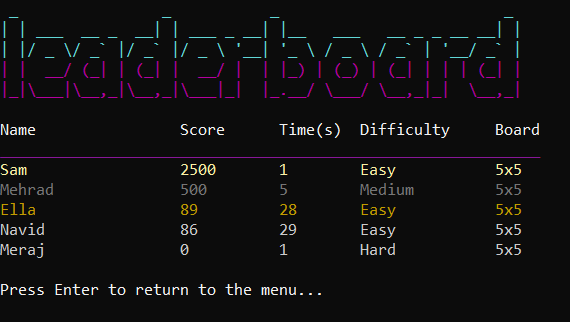 leaderboard
Name Score Time(s) Difficulty Board
Sam 2500 1 Easy 5x5
Mehrad 500 5 Medium 5x5
Ella 89 28 Easy 5x5
Navid 86 29 Easy 5x5
Meraj 0 1 Hard 5x5
Press Enter to return to the menu...